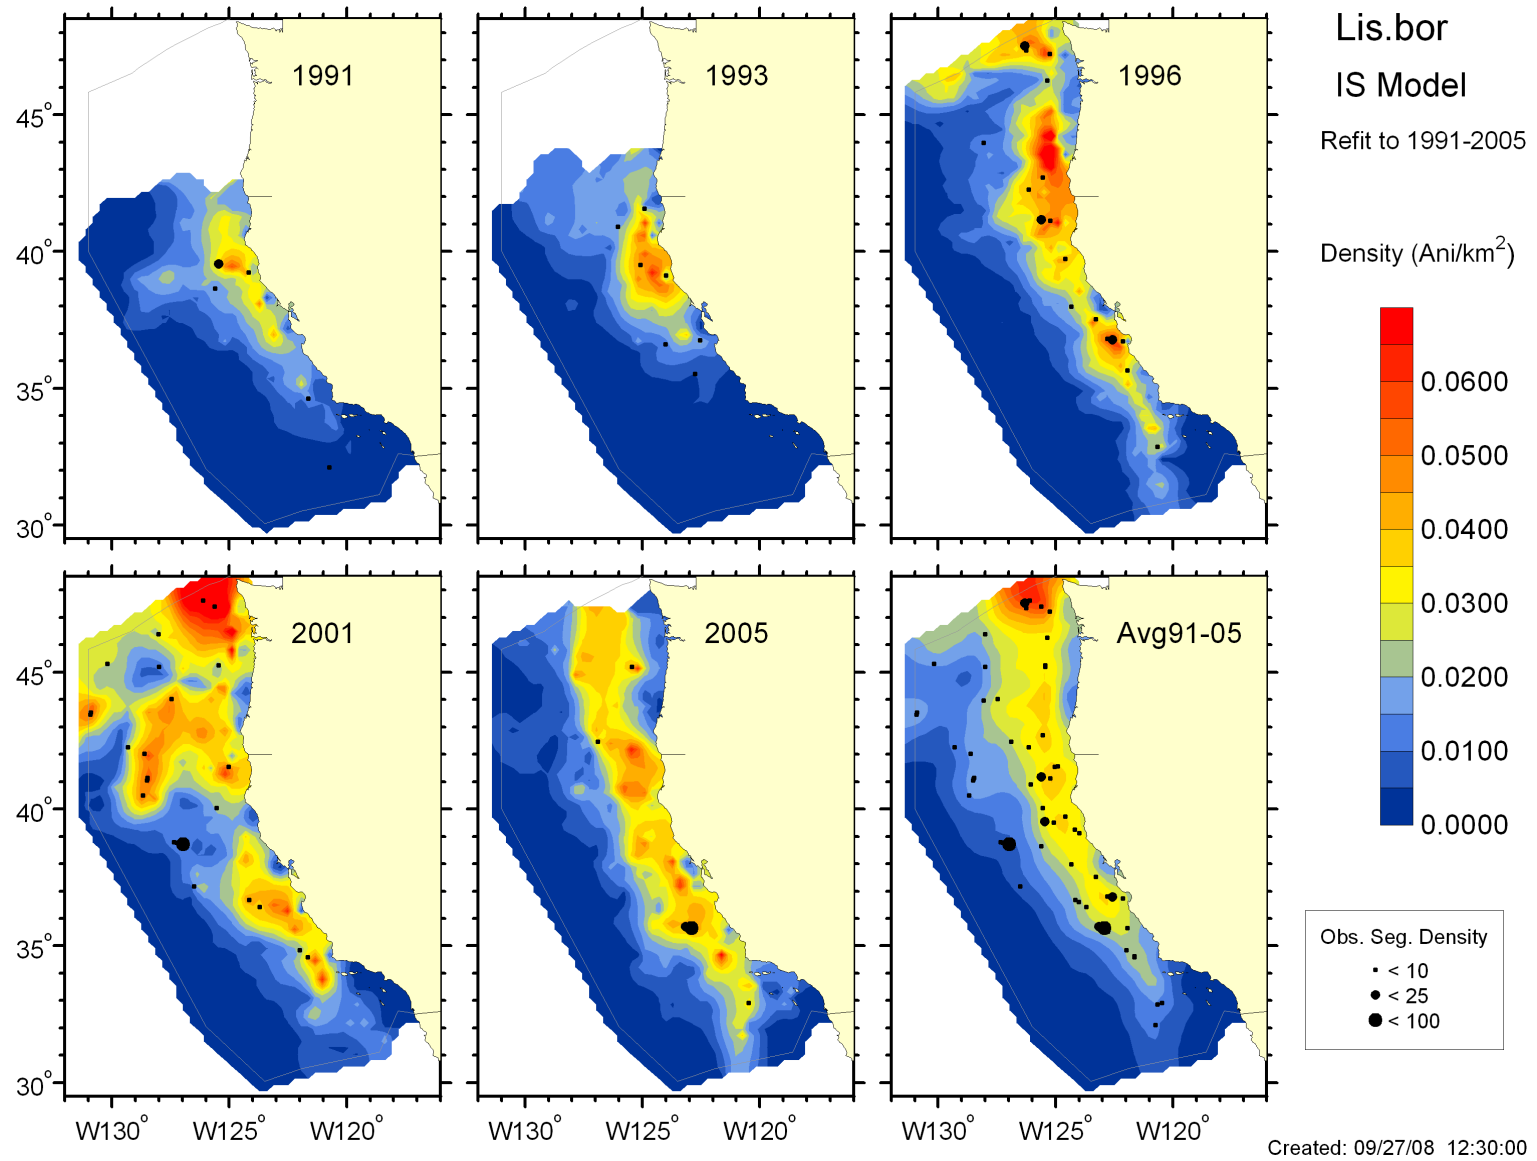 1991
1993
1996
Lis.bor
IS Model
Refit to 1991-2005
45°
40°
35°
30°
Density (Ani/km²)
0.0600
0.0500
0.0400
0.0300
0.0200
0.0100
0.0000
2001
2005
Avg91-05
45°
40°
35°
30°
Obs. Seg. Density
< 10
< 25
< 100
W130° W125° W120° W130° W125° W120° W130° W125° W120°
Created: 09/27/08 12:30:00